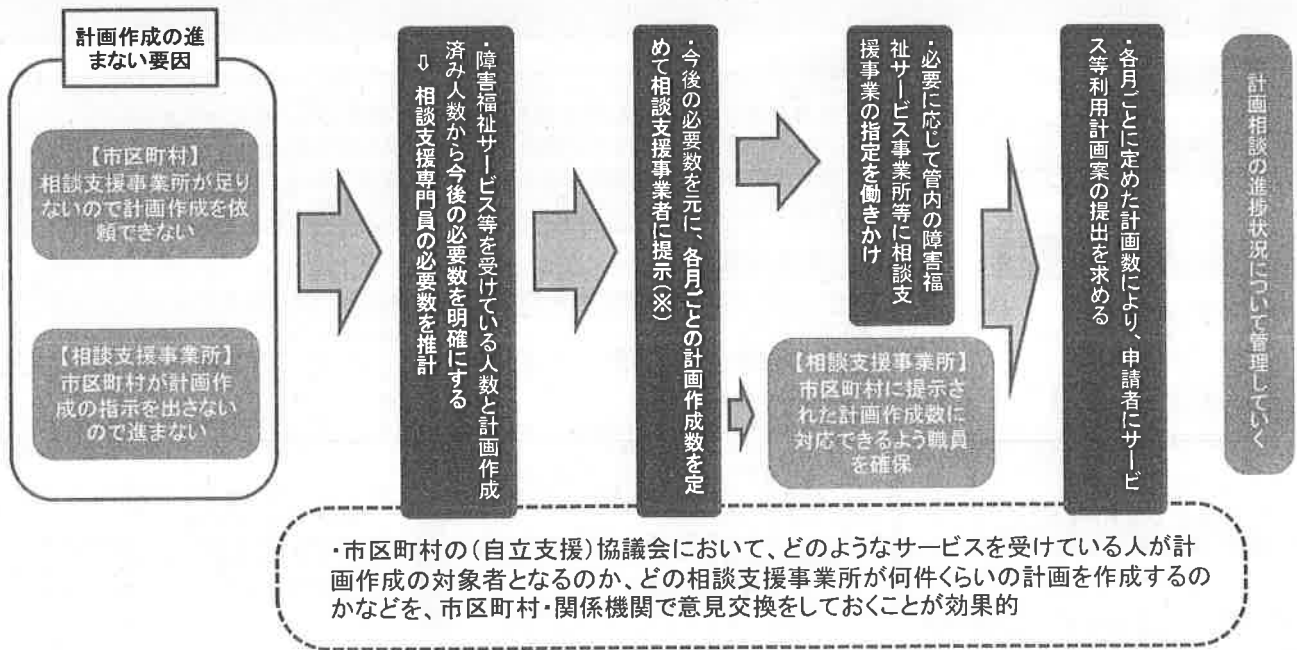 計画作成の進
まない要因
【市区町村】
相談支援事業所が足り
ないので計画作成を依
頼できない
【相談支援事業所】
市区町村が計画作
成の指示を出さない
ので進まない
・障害福祉サービス等を受けている人数と計画作成
済み人数から今後の必要数を明確にする
⇨ 相談支援専門員の必要数を推計
・今後の必要数を元に、各月ごとの計画作成数を定
めて相談支援事業者に提示(※)
・必要に応じて管内の障害福
祉サービス事業所等に相談支
援事業の指定を働きかけ
【相談支援事業所】
市区町村に提示さ
れた計画作成数に
対応できるよう職員
を確保
・各月ごとに定めた計画数により、申請者にサービ
ス等利用計画案の提出を求める
計画相談の進捗状況について管理していく
・市区町村の(自立支援)協議会において、どのようなサービスを受けている人が計
画作成の対象者となるのか、どの相談支援事業所が何件くらいの計画を作成するの
かなどを、市区町村・関係機関で意見交換をしておくことが効果的